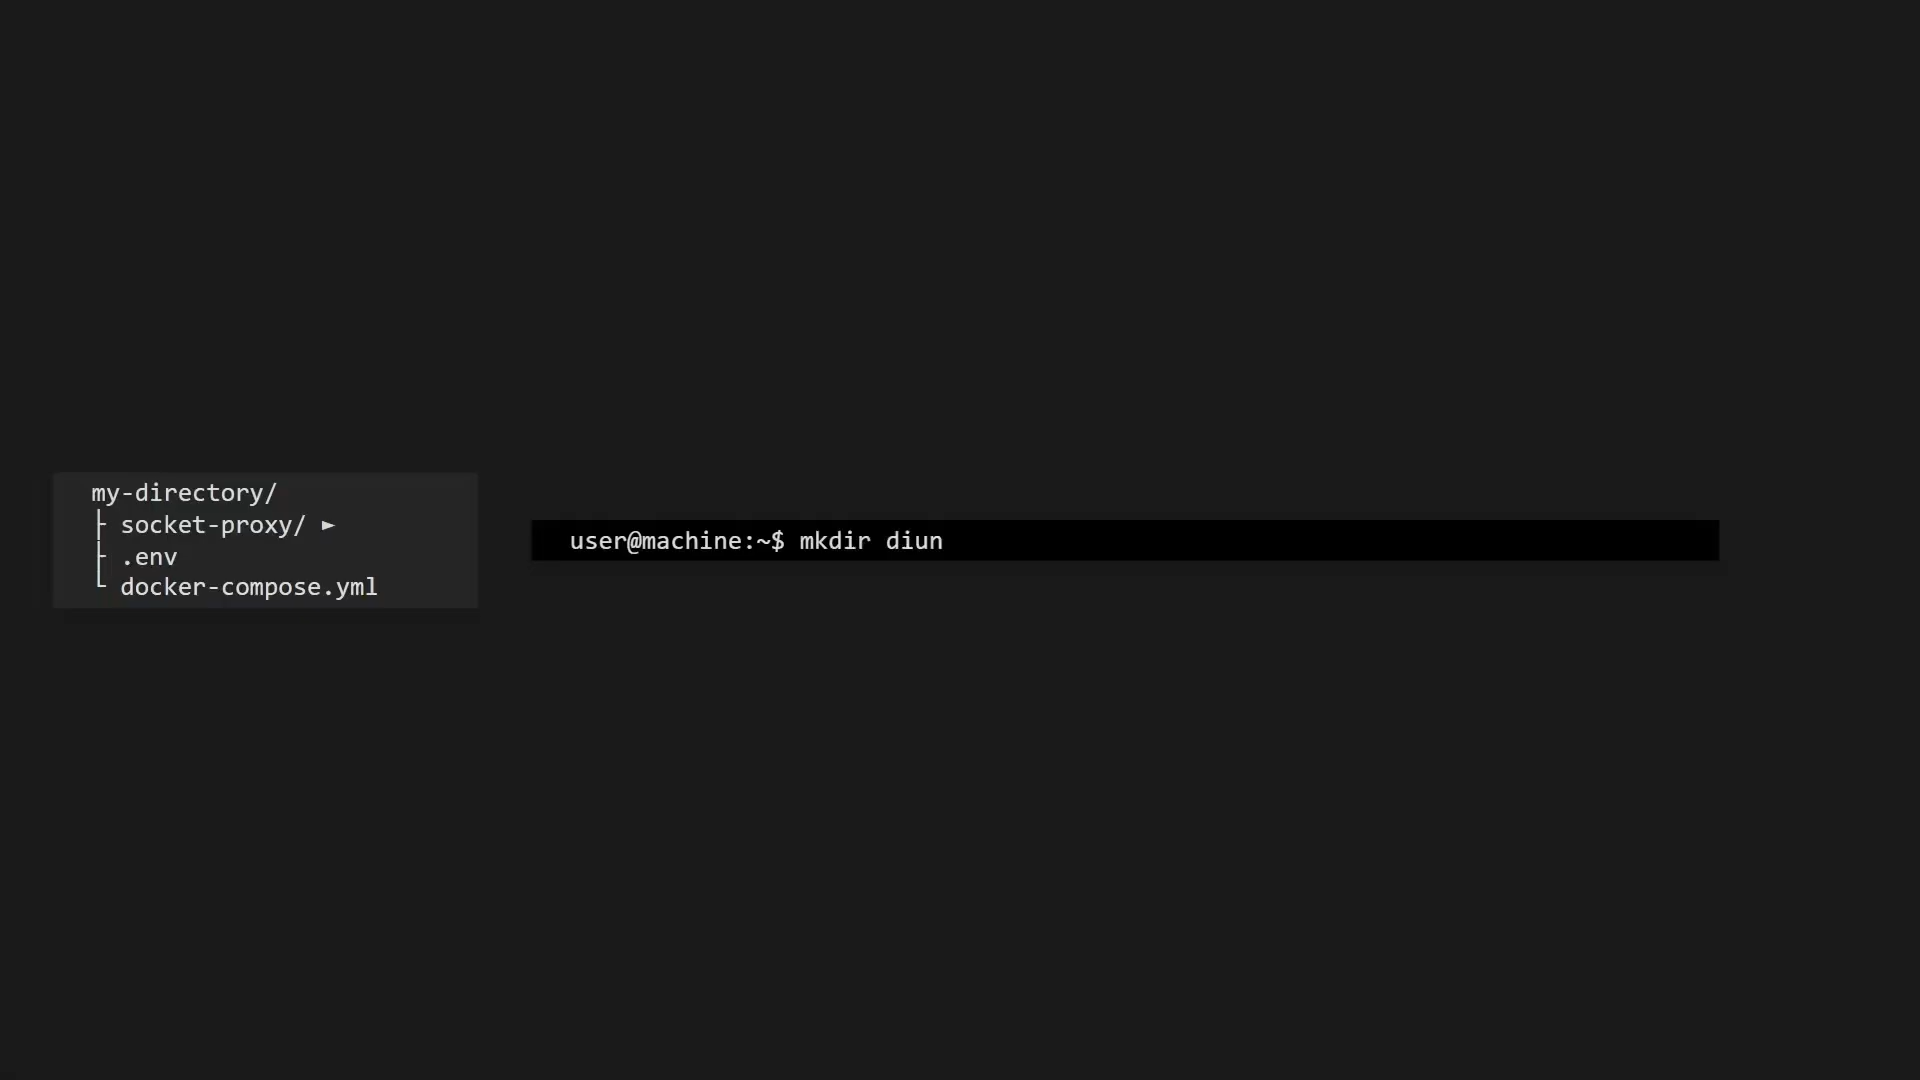 my-directory/
├ socket-proxy/ ►
├ .env
└ docker-compose.yml
user@machine:~$ mkdir diun